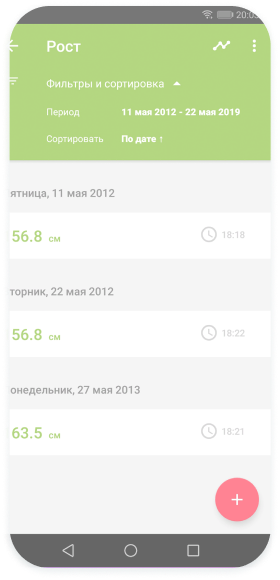 20:03
Рост
Фильтры и сортировка
Период 11 мая 2012 - 22 мая 2019
Сортировать По дате ↑
ятница, 11 мая 2012
56.8 см 18:18
торник, 22 мая 2012
56.8 см 18:22
онедельник, 27 мая 2013
63.5 см 18:21